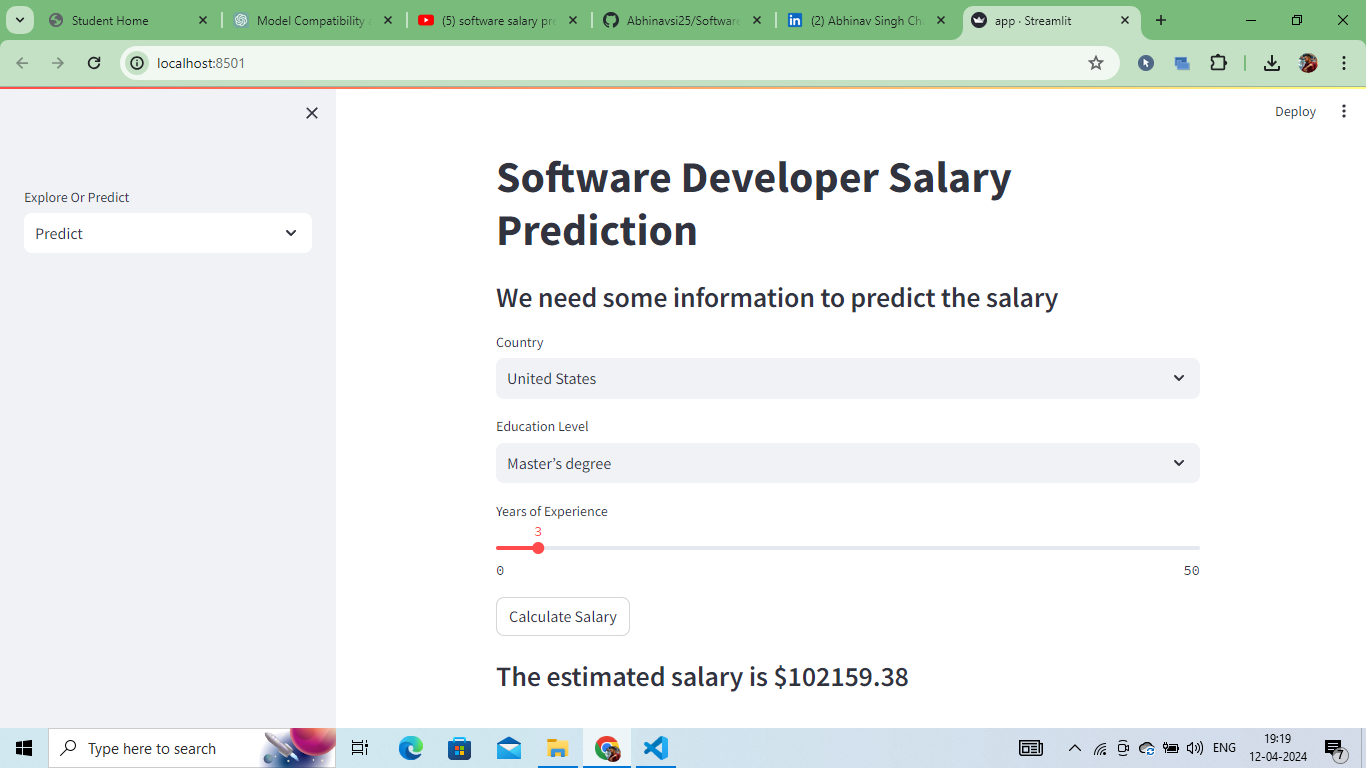 Student Home
Model Compatibility
(5) software salary pre
Abhinavsi25/Software
(2) Abhinav Singh Ch
app · Streamlit
localhost:8501
Deploy
Explore Or Predict
Predict
Software Developer Salary
Prediction
We need some information to predict the salary
Country
United States
Education Level
Master’s degree
Years of Experience
3
0
50
Calculate Salary
The estimated salary is $102159.38
Type here to search
ENG
19:19
12-04-2024
7